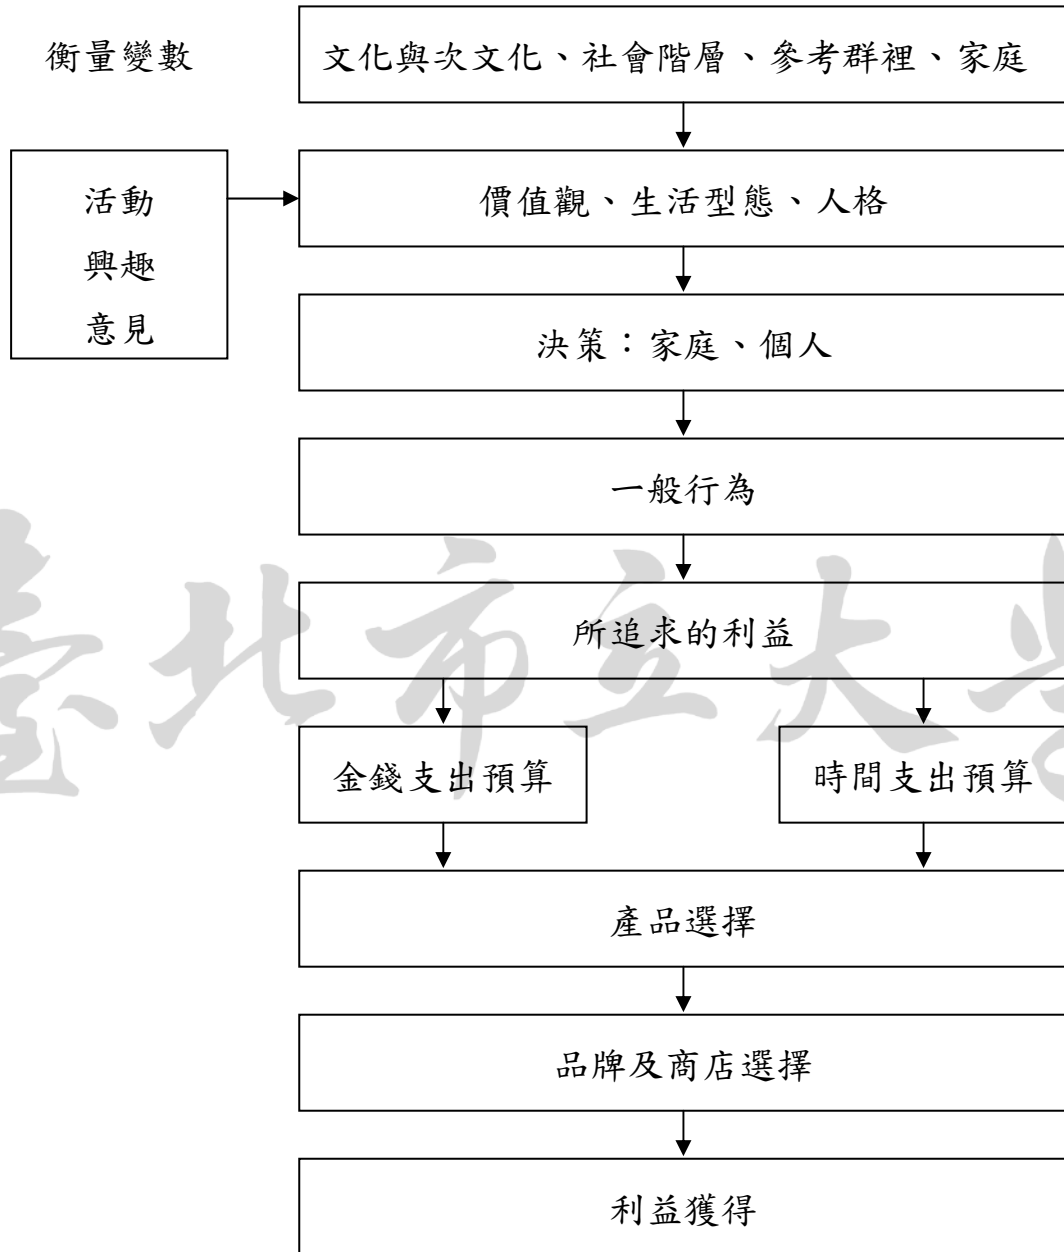 衡量變數
文化與次文化、社會階層、參考群裡、家庭
活動
興趣
意見
價值觀、生活型態、人格
決策：家庭、個人
一般行為
所追求的利益
金錢支出預算
時間支出預算
產品選擇
品牌及商店選擇
利益獲得
臺北市立大學